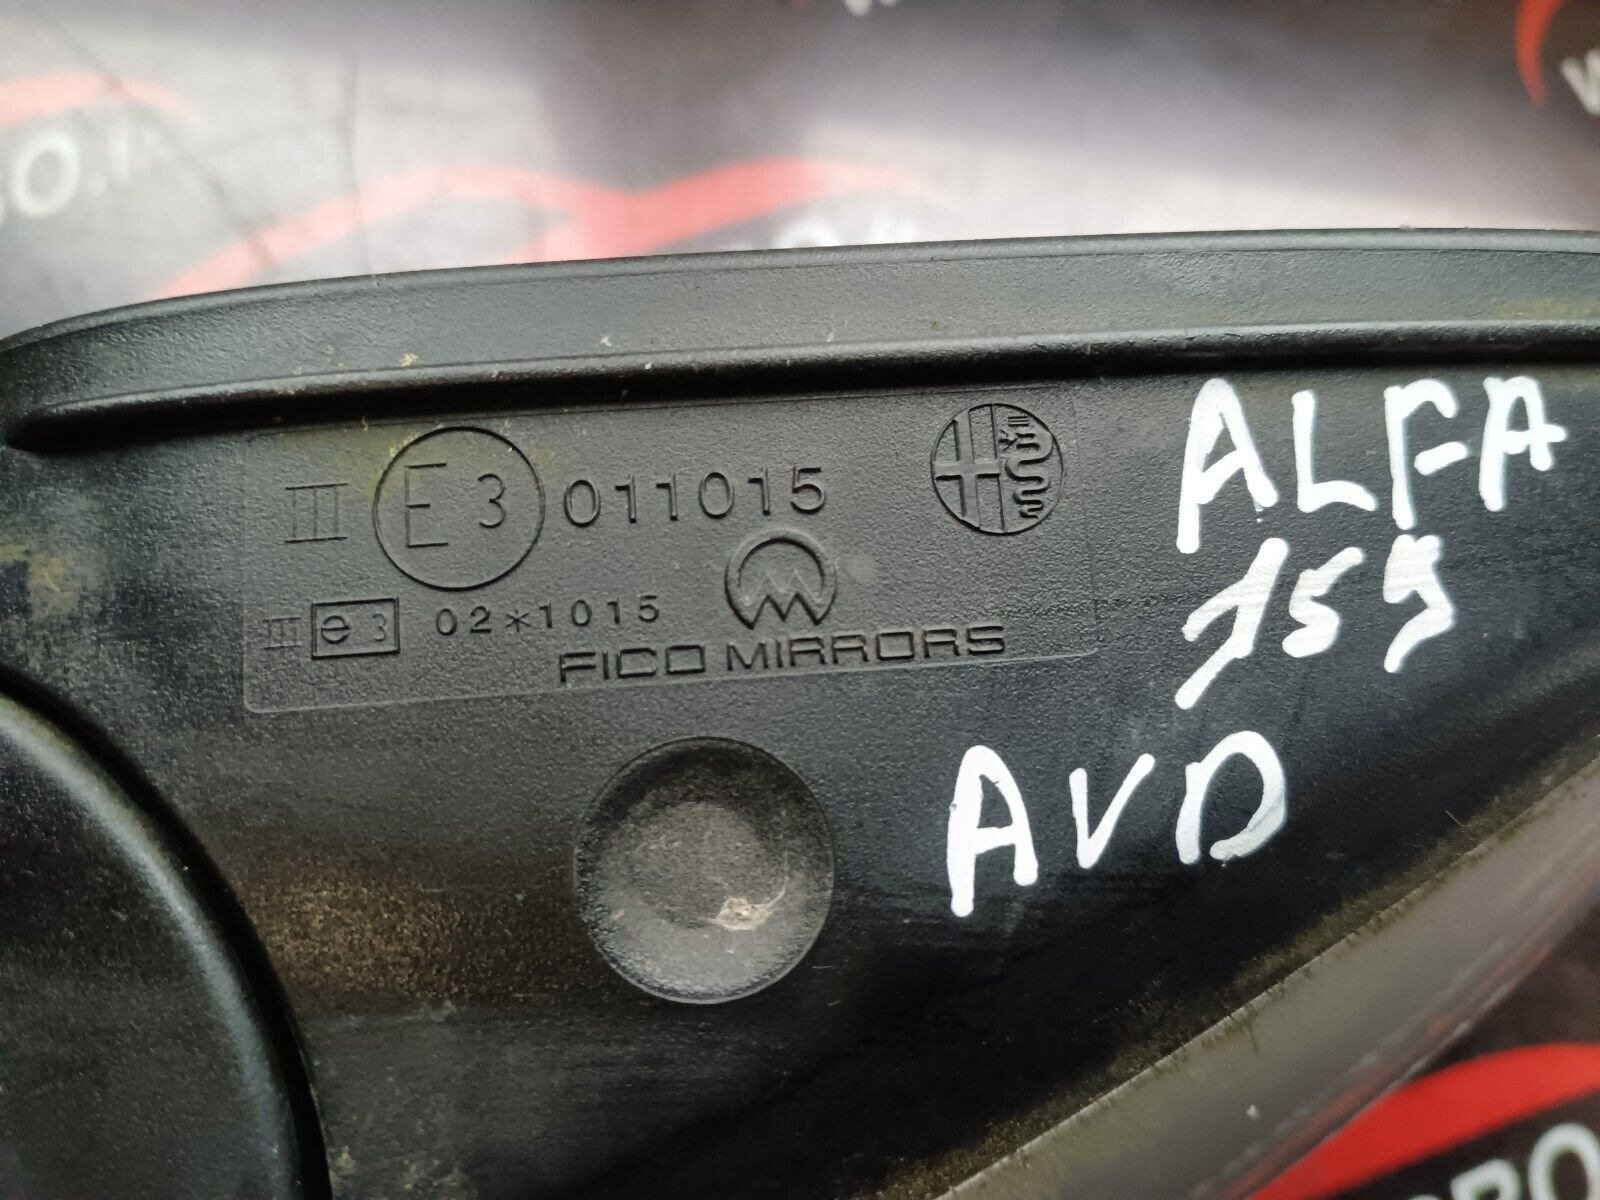 III E3 011015
III e3 02*1015
FICO MIRRORS
ALFA
159
AVD